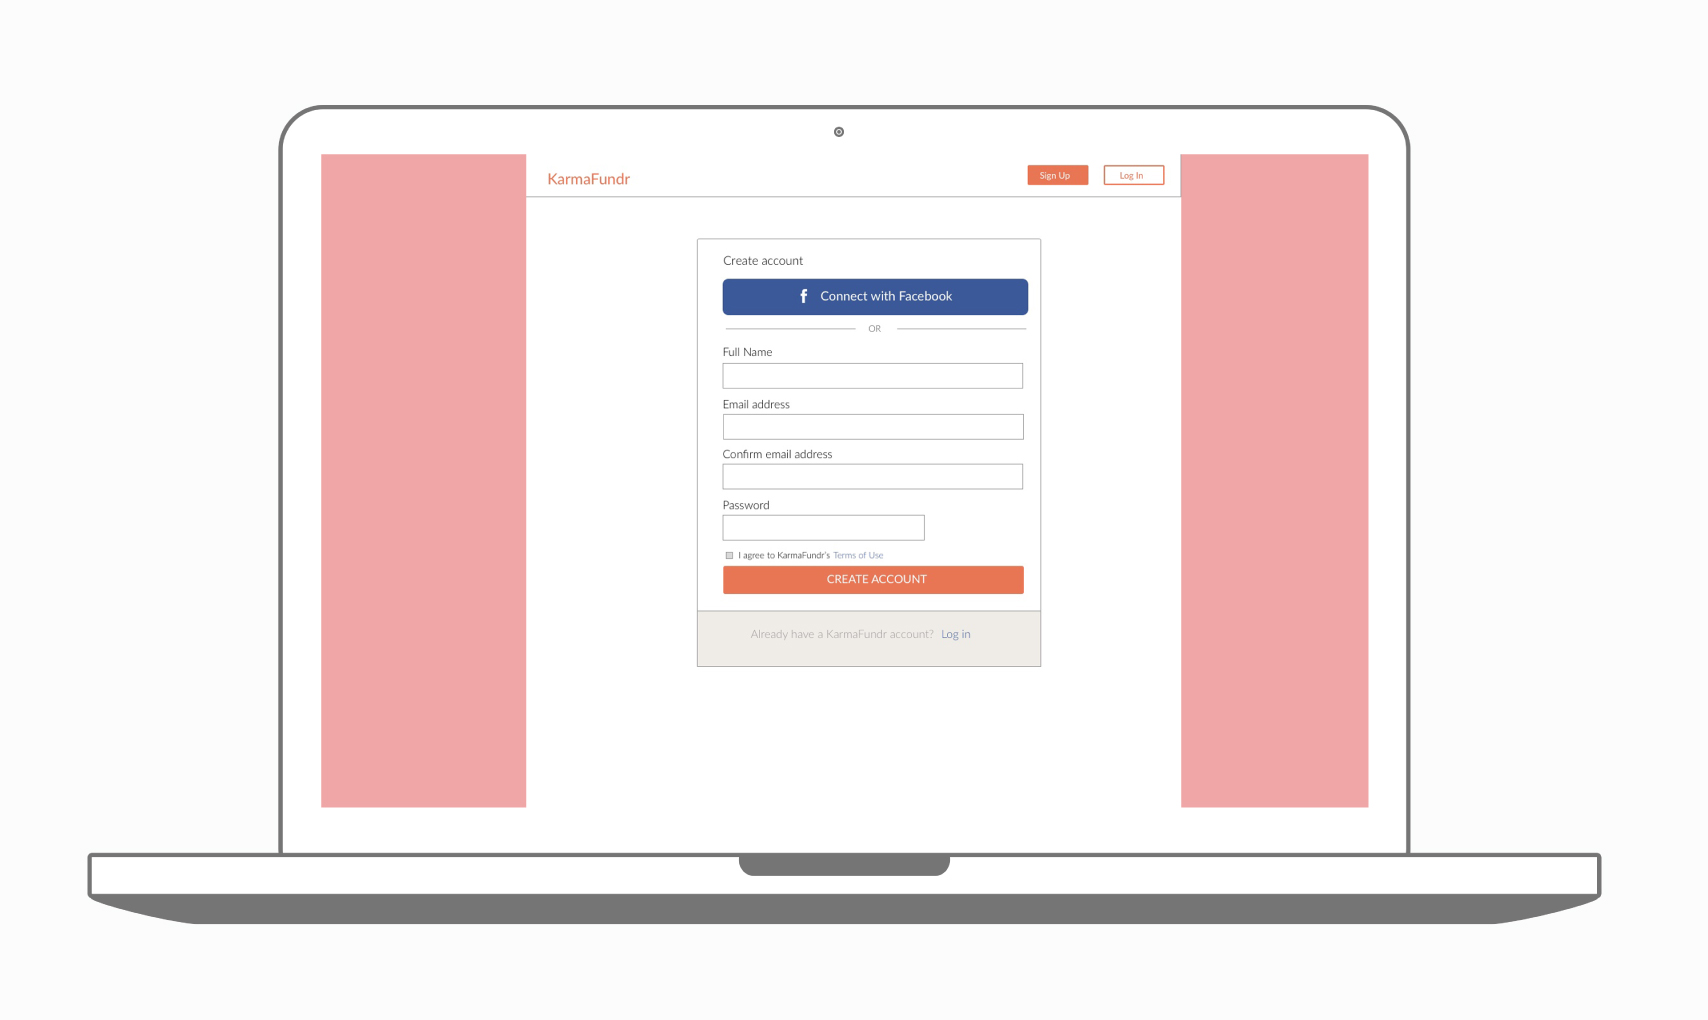 KarmaFundr
Sign Up
Log In
Create account
f Connect with Facebook
OR
Full Name
Email address
Confirm email address
Password
I agree to KarmaFundr's Terms of Use
CREATE ACCOUNT
Already have a KarmaFundr account? Log in